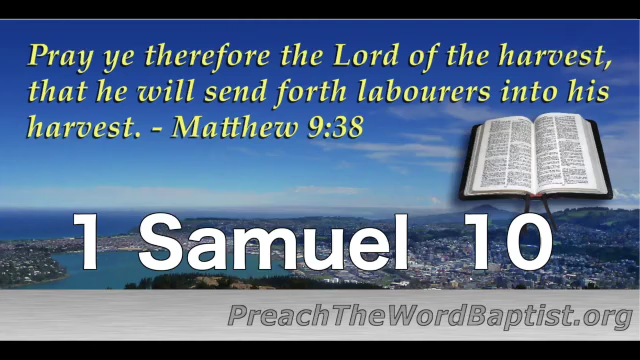 Pray ye therefore the Lord of the harvest,
that he will send forth labourers into his
harvest. - Matthew 9:38
1 Samuel 10
PreachTheWordBaptist.org